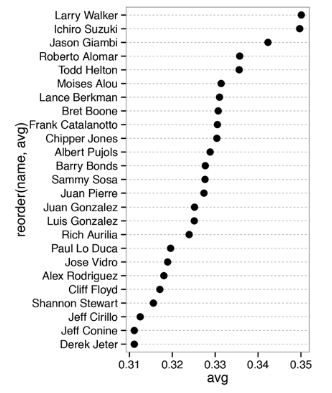 Larry Walker
Ichiro Suzuki
Jason Giambi
Roberto Alomar
Todd Helton
Moises Alou
Lance Berkman
Bret Boone
Frank Catalanotto
Chipper Jones
Albert Pujols
Barry Bonds
Sammy Sosa
Juan Pierre
Juan Gonzalez
Luis Gonzalez
Rich Aurilia
Paul Lo Duca
Jose Vidro
Alex Rodriguez
Cliff Floyd
Shannon Stewart
Jeff Cirillo
Jeff Conine
Derek Jeter
reorder(name, avg)
0.31 0.32 0.33 0.34 0.35
avg